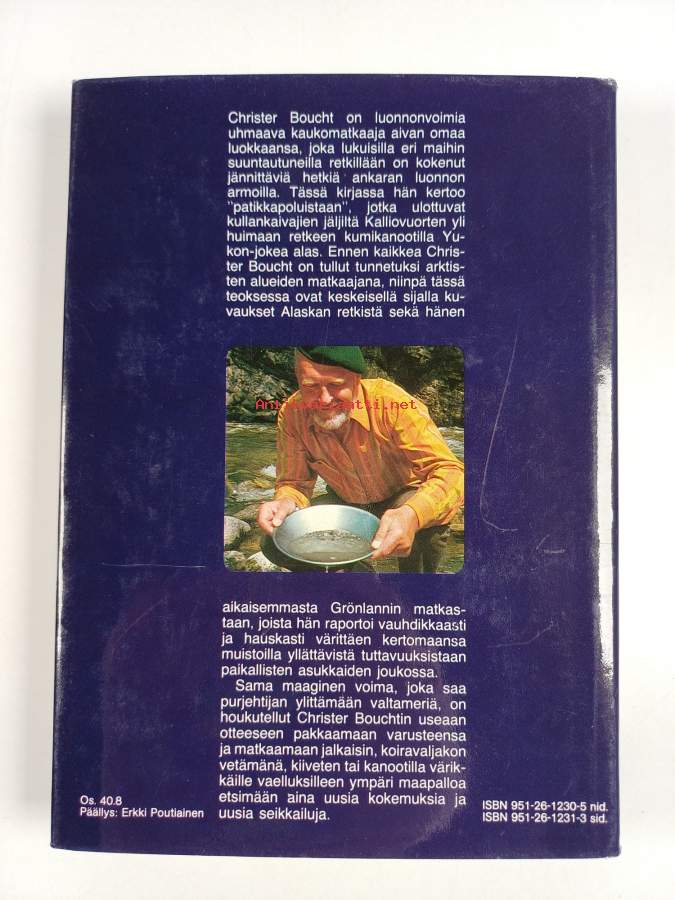 Christer Boucht on luonnonvoimia
uhmaava kaukomatkaaja aivan omaa
luokkaansa, joka lukuisilla eri maihin
suuntautuneilla retkillään on kokenut
jännittäviä hetkiä ankaran luonnon
armoilla. Tässä kirjassa hän kertoo
"patikkapoluistaan", jotka ulottuvat
kullankaivajien jäljiltä Kalliovuorten yli
huimaan retkeen kumikanootilla Yu-
kon-jokea alas. Ennen kaikkea Chris-
ter Boucht on tullut tunnetuksi arktis-
ten alueiden matkaajana, niinpä tässä
teoksessa ovat keskeisellä sijalla ku-
vaukset Alaskan retkistä sekä hänen
Antikvariaatti.net
aikaisemmasta Grönlannin matkas-
taan, joista hän raportoi vauhdikkaasti
ja hauskasti värittäen kertomaansa
muistoilla yllättävistä tuttavuuksistaan
paikallisten asukkaiden joukossa.
Sama maaginen voima, joka saa
purjehtijan ylittämään valtameriä, on
houkutellut Christer Bouchtin useaan
otteeseen pakkaamaan varusteensa
ja matkaamaan jalkaisin, koiravaljakon
vetämänä, kiiveten tai kanootilla värik-
käille vaelluksilleen ympäri maapalloa
etsimään aina uusia kokemuksia ja
uusia seikkailuja.
Os. 40.8
Päällys: Erkki Poutiainen
ISBN 951-26-1230-5 nid.
ISBN 951-26-1231-3 sid.